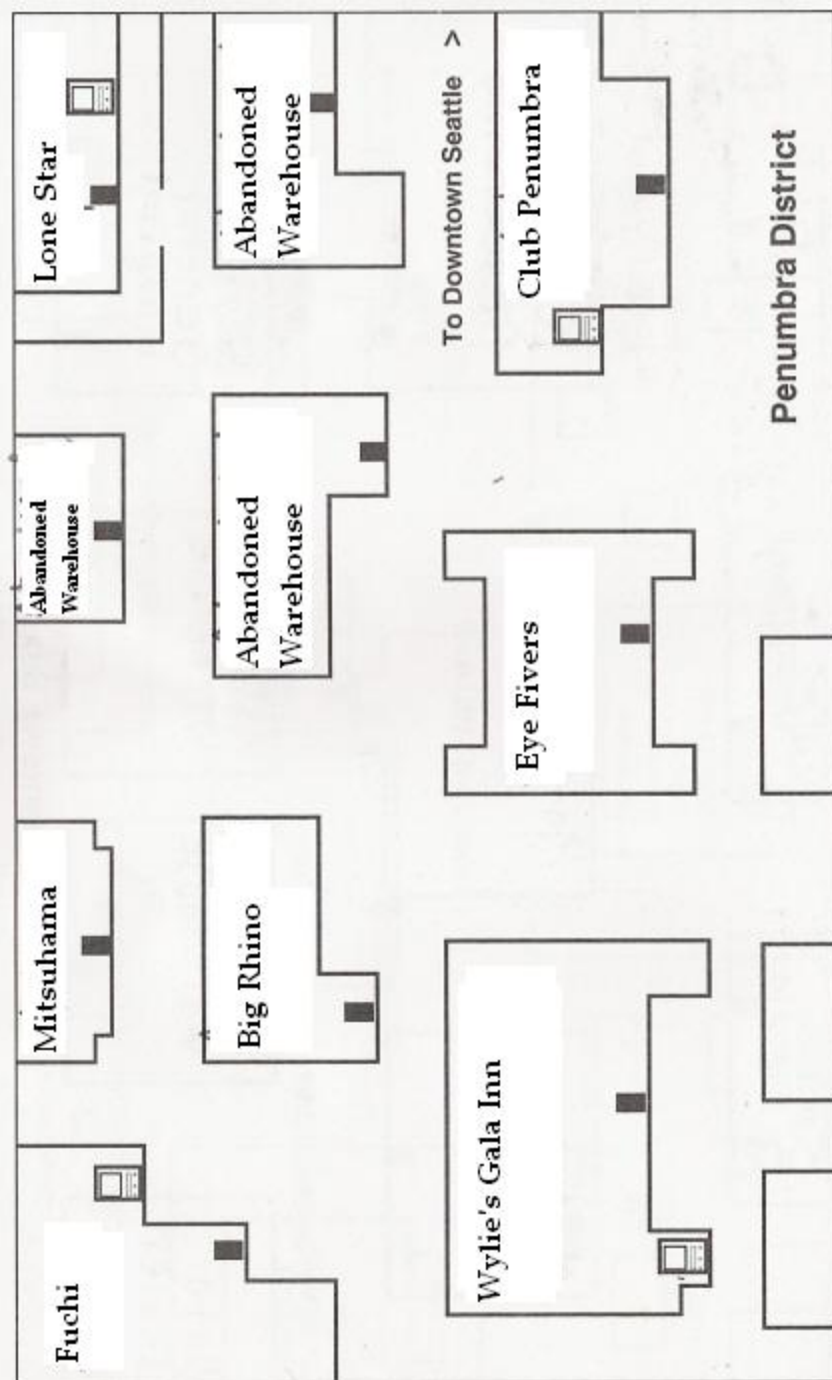 Fuchi
Mitsuhama
Abandoned
Warehouse
Lone Star
Big Rhino
Abandoned
Warehouse
Abandoned
Warehouse
To Downtown Seattle >
Wylie's Gala Inn
Eye Fivers
Club Penumbra
Penumbra District